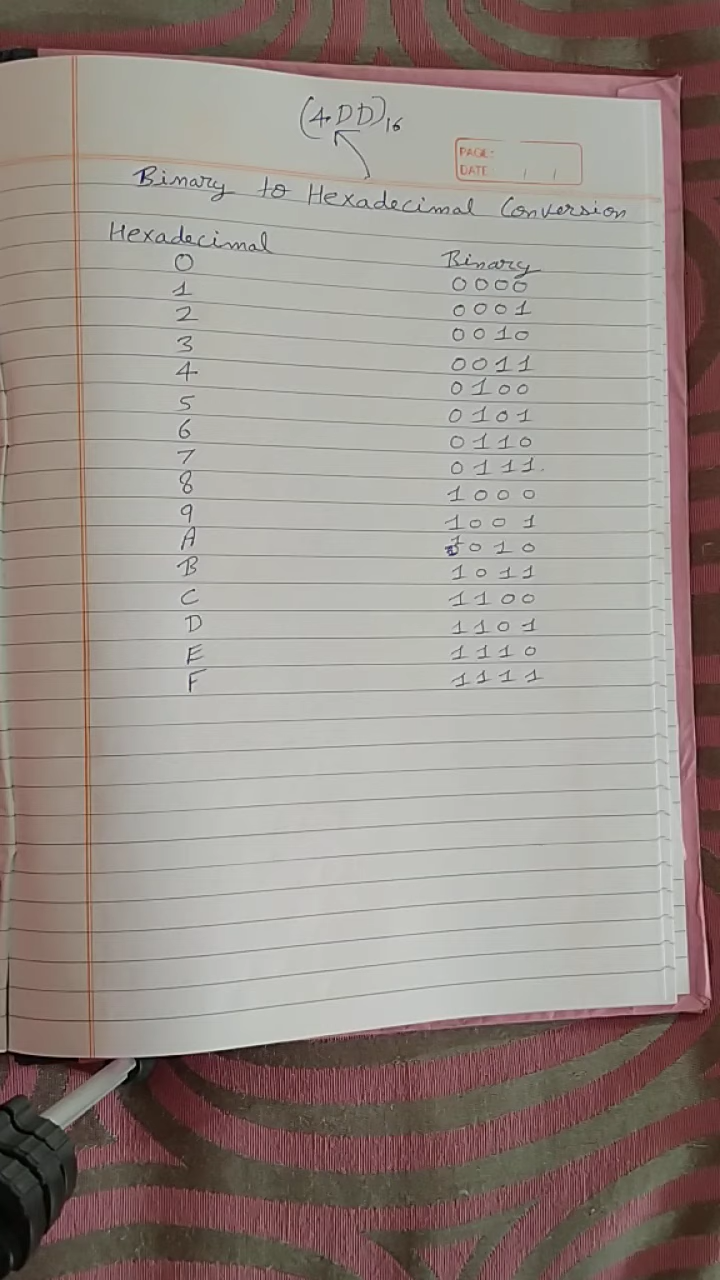 (4DD)16
PAGE:
DATE / /
Binary to Hexadecimal Conversion
Hexadecimal Binary
0 0000
1 0001
2 0010
3 0011
4 0100
5 0101
6 0110
7 0111.
8 1000
9 1001
A 1010
B 1011
C 1100
D 1101
E 1110
F 1111